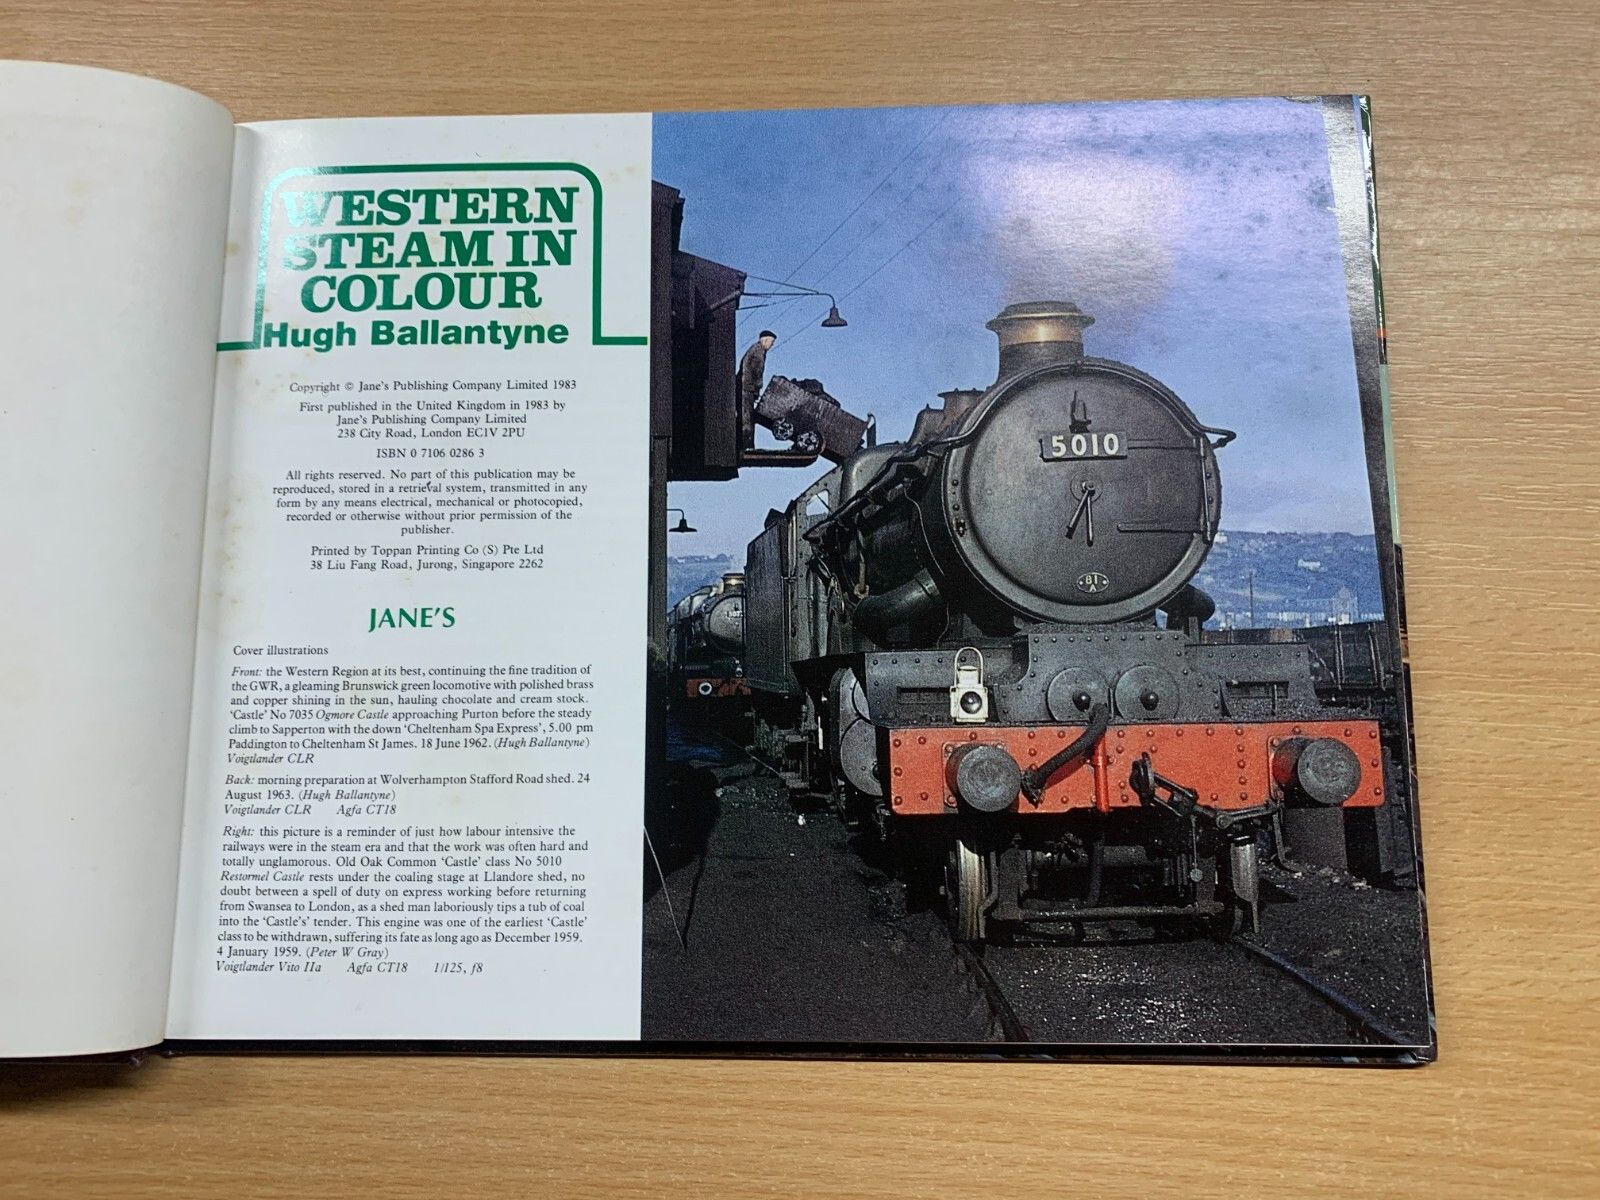 WESTERN
STEAM IN
COLOUR
Hugh Ballantyne
Copyright © Jane's Publishing Company Limited 1983
First published in the United Kingdom in 1983 by
Jane's Publishing Company Limited
238 City Road, London EC1V 2PU
ISBN 0 7106 0286 3
All rights reserved. No part of this publication may be
reproduced, stored in a retrieval system, transmitted in any
form by any means electrical, mechanical or photocopied,
recorded or otherwise without prior permission of the
publisher.
Printed by Toppan Printing Co (S) Pte Ltd
38 Liu Fang Road, Jurong, Singapore 2262
JANE'S
Cover illustrations
Front: the Western Region at its best, continuing the fine tradition of
the GWR, a gleaming Brunswick green locomotive with polished brass
and copper shining in the sun, hauling chocolate and cream stock.
'Castle' No 7035 Ogmore Castle approaching Purton before the steady
climb to Sapperton with the down 'Cheltenham Spa Express', 5.00 pm
Paddington to Cheltenham St James. 18 June 1962. (Hugh Ballantyne)
Voigtlander CLR
Back: morning preparation at Wolverhampton Stafford Road shed. 24
August 1963. (Hugh Ballantyne)
Voigtlander CLR Agfa CT18
Right: this picture is a reminder of just how labour intensive the
railways were in the steam era and that the work was often hard and
totally unglamorous. Old Oak Common 'Castle' class No 5010
Restormel Castle rests under the coaling stage at Llandore shed, no
doubt between a spell of duty on express working before returning
from Swansea to London, as a shed man laboriously tips a tub of coal
into the 'Castle's' tender. This engine was one of the earliest 'Castle'
class to be withdrawn, suffering its fate as long ago as December 1959.
4 January 1959. (Peter W Gray)
Voigtlander Vito IIa Agfa CT18 1/125, f8
5010
81
A